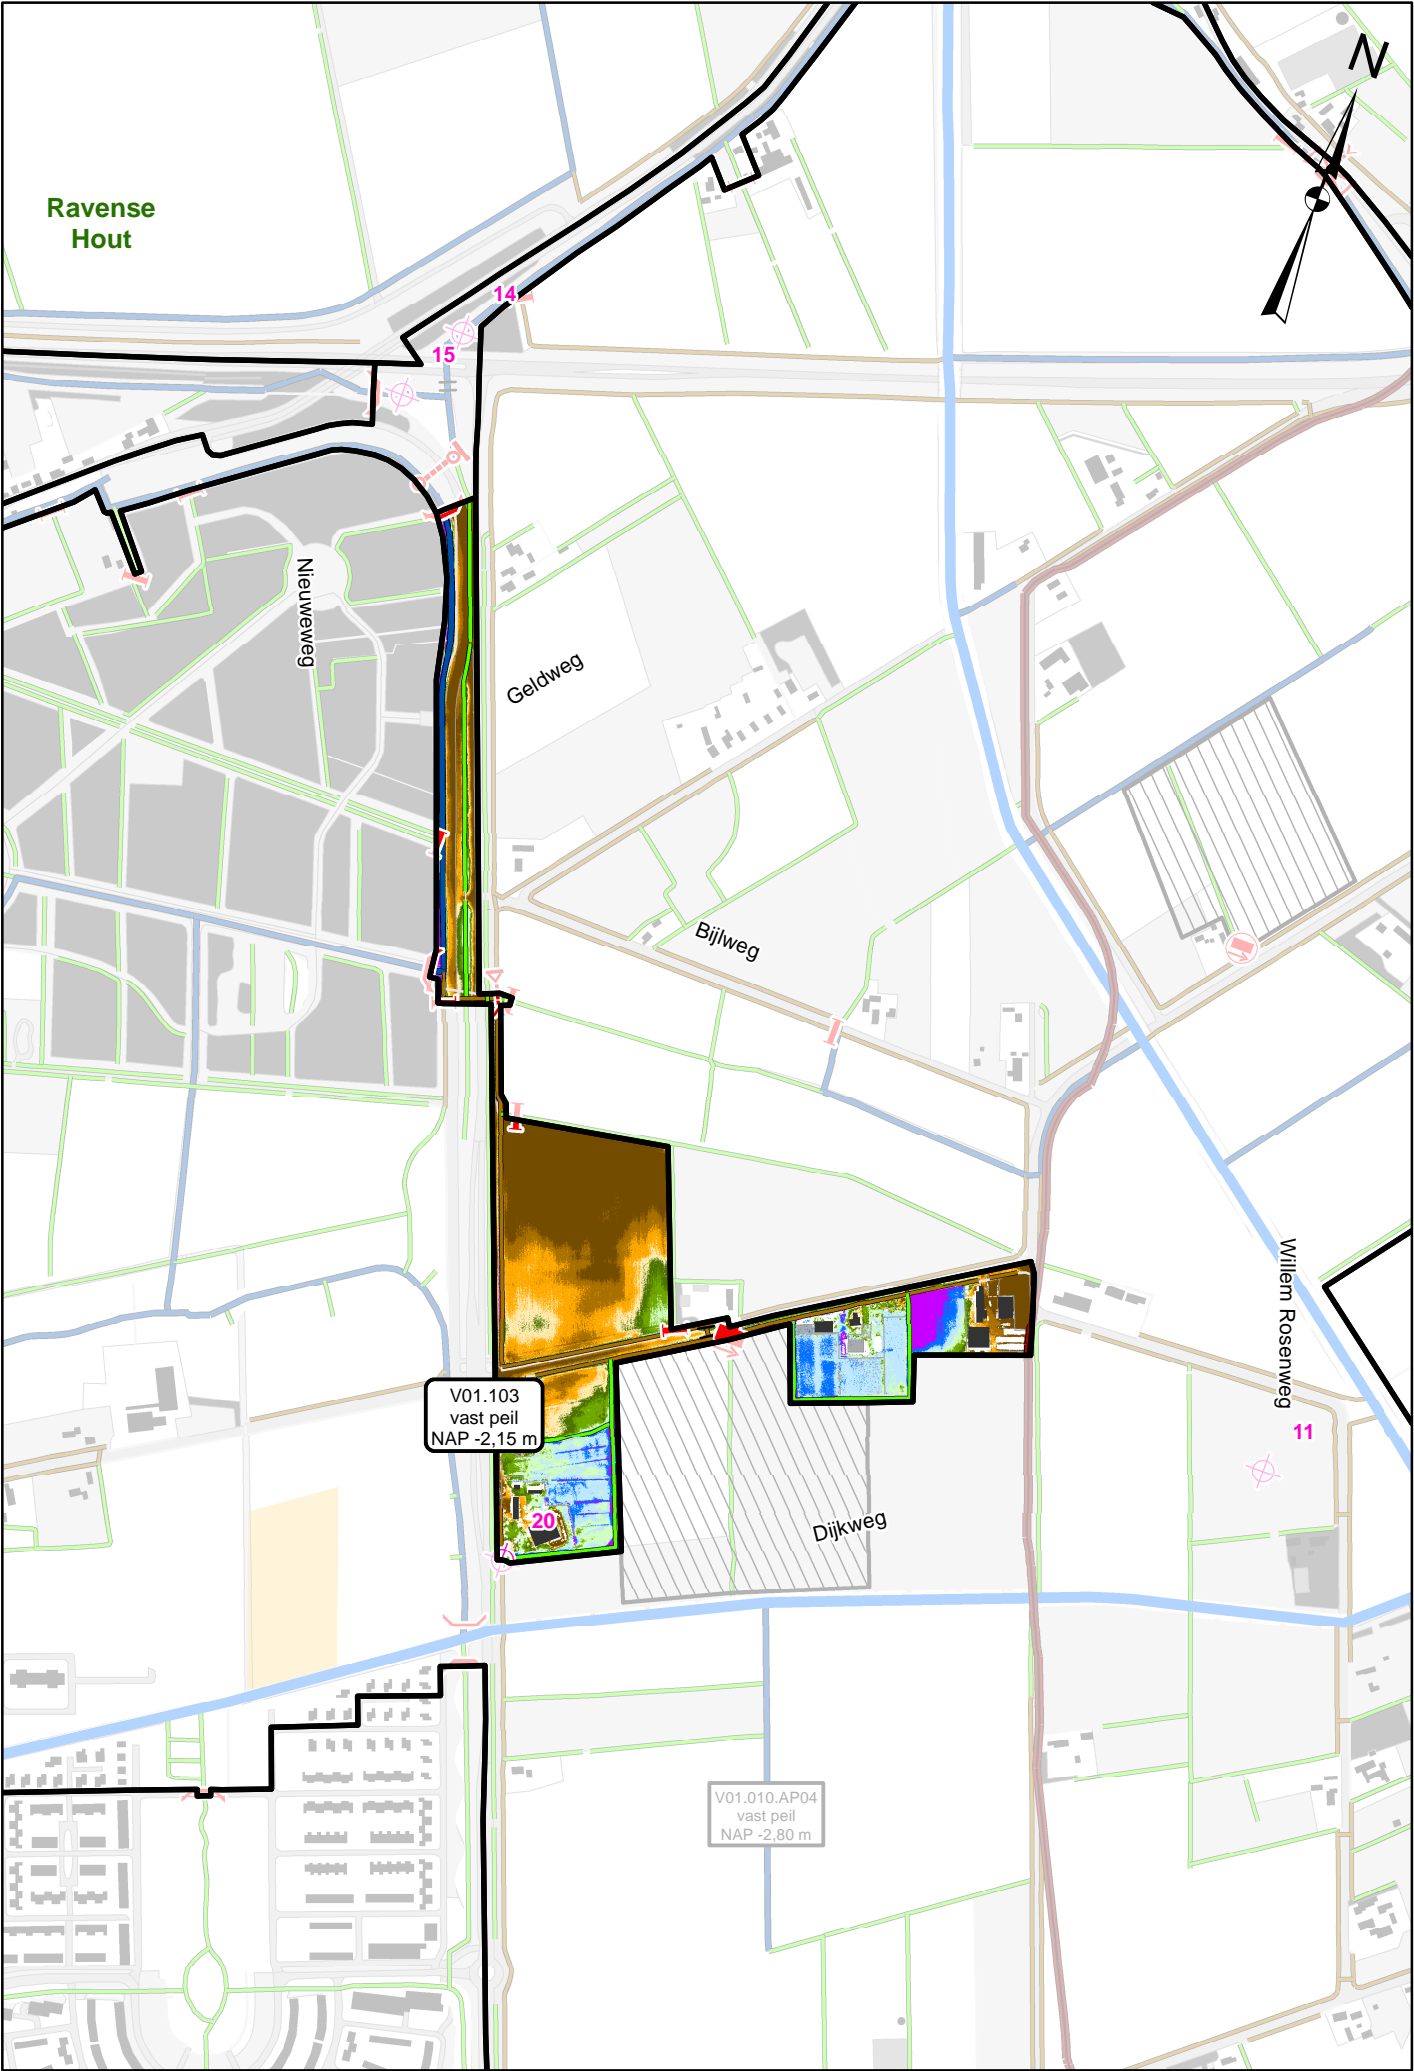 N
Ravense
Hout
14
15
Nieuweweg
Geldweg
Bijlweg
Willem Rosenweg
V01.103
vast peil
NAP -2,15 m
11
20
Dijkweg
V01.010.AP04
vast peil
NAP -2,80 m